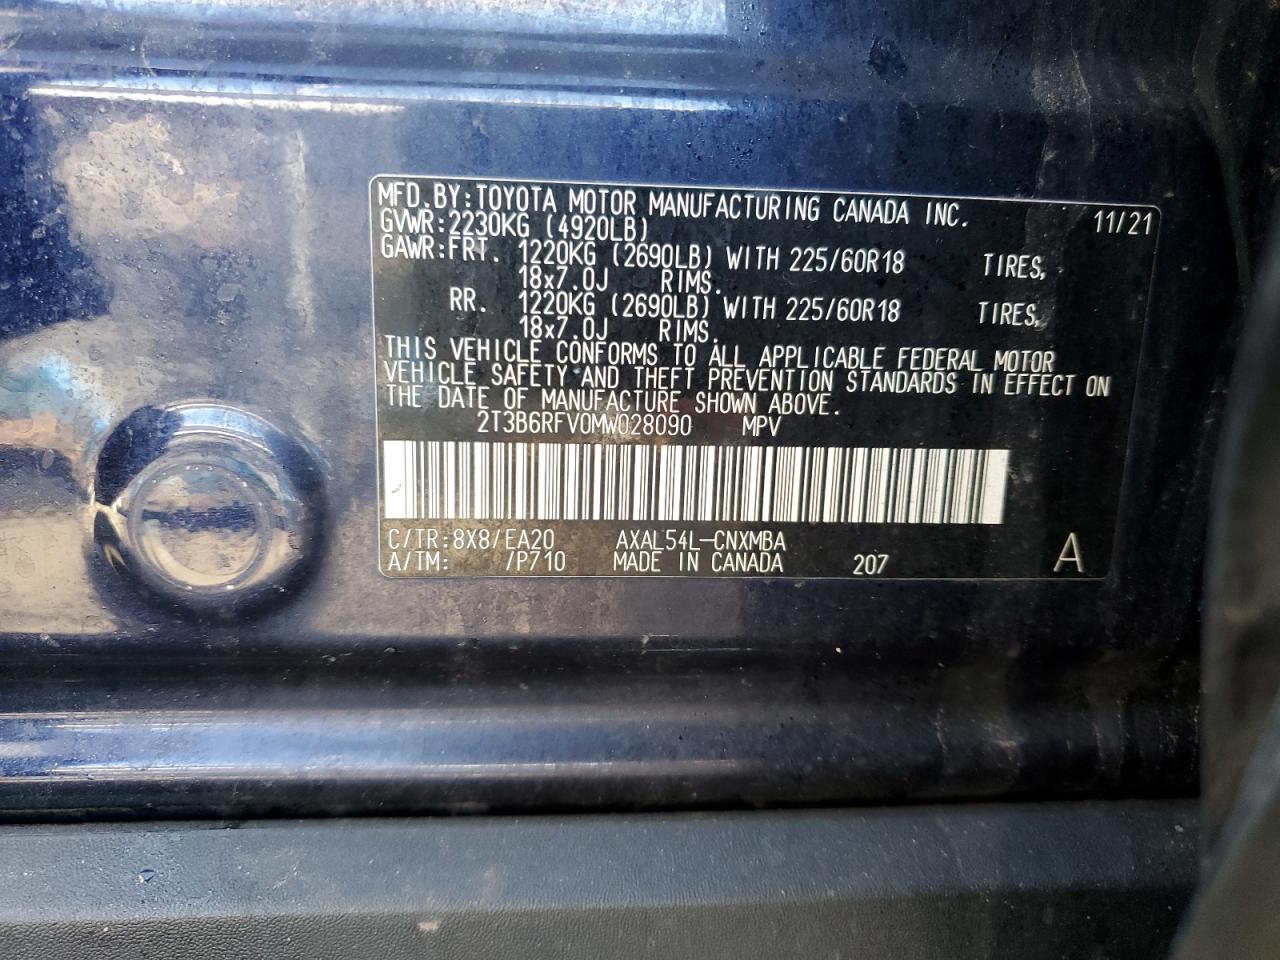 MFD.BY:TOYOTA MOTOR MANUFACTURING CANADA INC. 11/21
GVWR:2230KG (4920LB)
GAWR:FRT. 1220KG (2690LB) WITH 225/60R18 TIRES,
18x7.0J RIMS.
RR. 1220KG (2690LB) WITH 225/60R18 TIRES,
18x7.0J RIMS.
THIS VEHICLE CONFORMS TO ALL APPLICABLE FEDERAL MOTOR
VEHICLE SAFETY AND THEFT PREVENTION STANDARDS IN EFFECT ON
THE DATE OF MANUFACTURE SHOWN ABOVE.
2T3B6RFV0MW028090 MPV
C/TR:8X8/EA20 AXAL54L-CNXMBA
A/TM: /P710 MADE IN CANADA 207 A